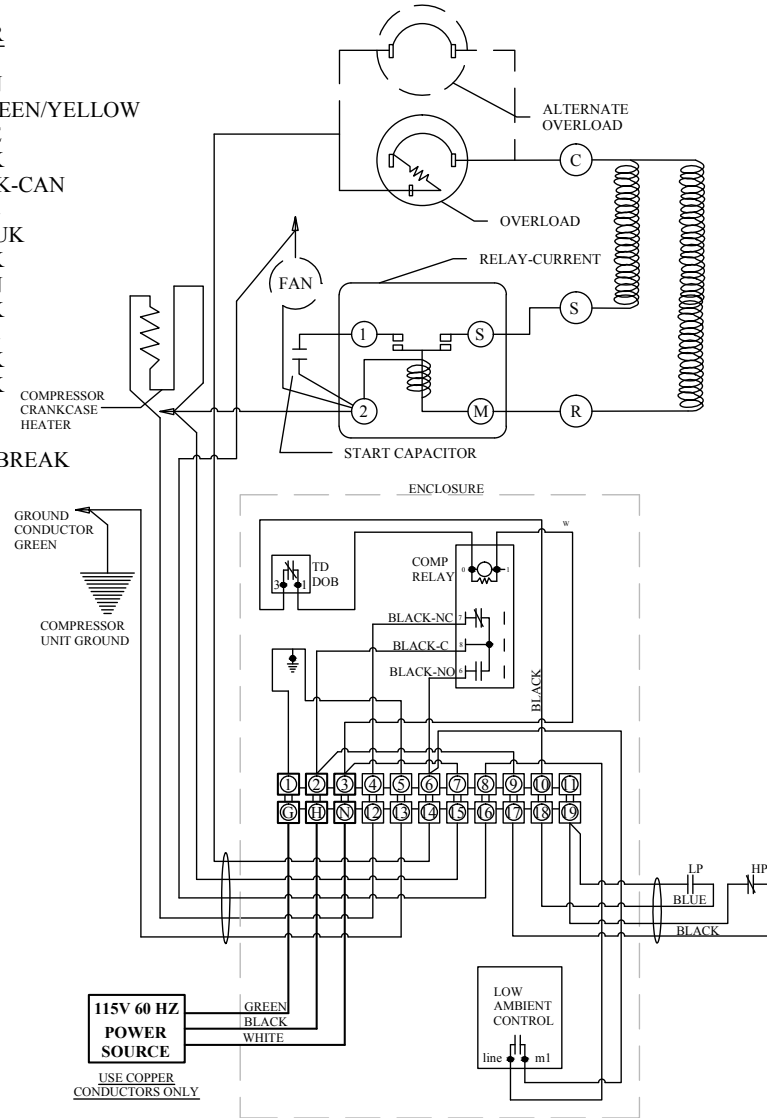 EEN/YELLOW
K-CAN
UK
BREAK
ALTERNATE
OVERLOAD
C
OVERLOAD
RELAY-CURRENT
FAN
1
S
S
2
M
R
COMPRESSOR
CRANKCASE
HEATER
START CAPACITOR
GROUND
CONDUCTOR
GREEN
COMPRESSOR
UNIT GROUND
ENCLOSURE
W
TD
DOB
3 1
COMP
RELAY
0 1
BLACK-NC 7
BLACK-C 8
BLACK-NO 6
BLACK
1 2 3 4 5 6 7 8 9 10 11
G H N 12 13 14 15 16 17 18 19
LP
HP
BLUE
BLACK
115V 60 HZ
POWER
SOURCE
GREEN
BLACK
WHITE
USE COPPER
CONDUCTORS ONLY
LOW
AMBIENT
CONTROL
line m1